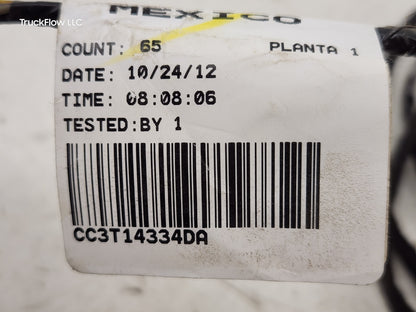 TruckFlow LLC
MEXICO
COUNT: 65 PLANTA 1
DATE: 10/24/12
TIME: 08:08:06
TESTED:BY 1
CC3T14334DA